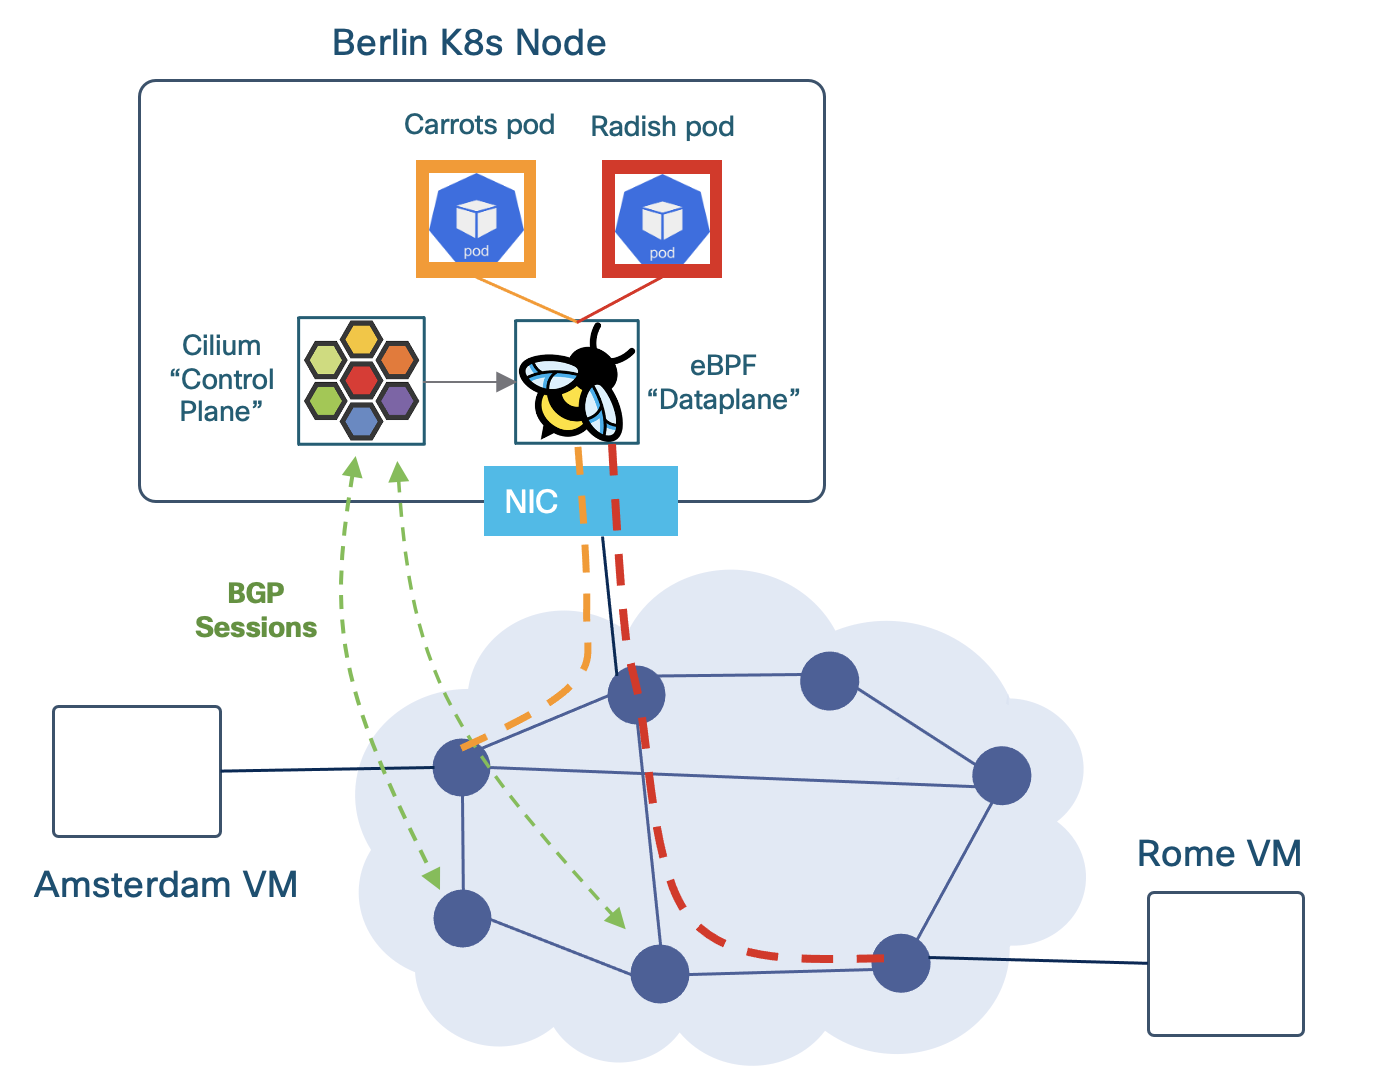 Berlin K8s Node
Carrots pod
Radish pod
pod
pod
Cilium
“Control
Plane”
eBPF
“Dataplane”
NIC
BGP
Sessions
Amsterdam VM
Rome VM